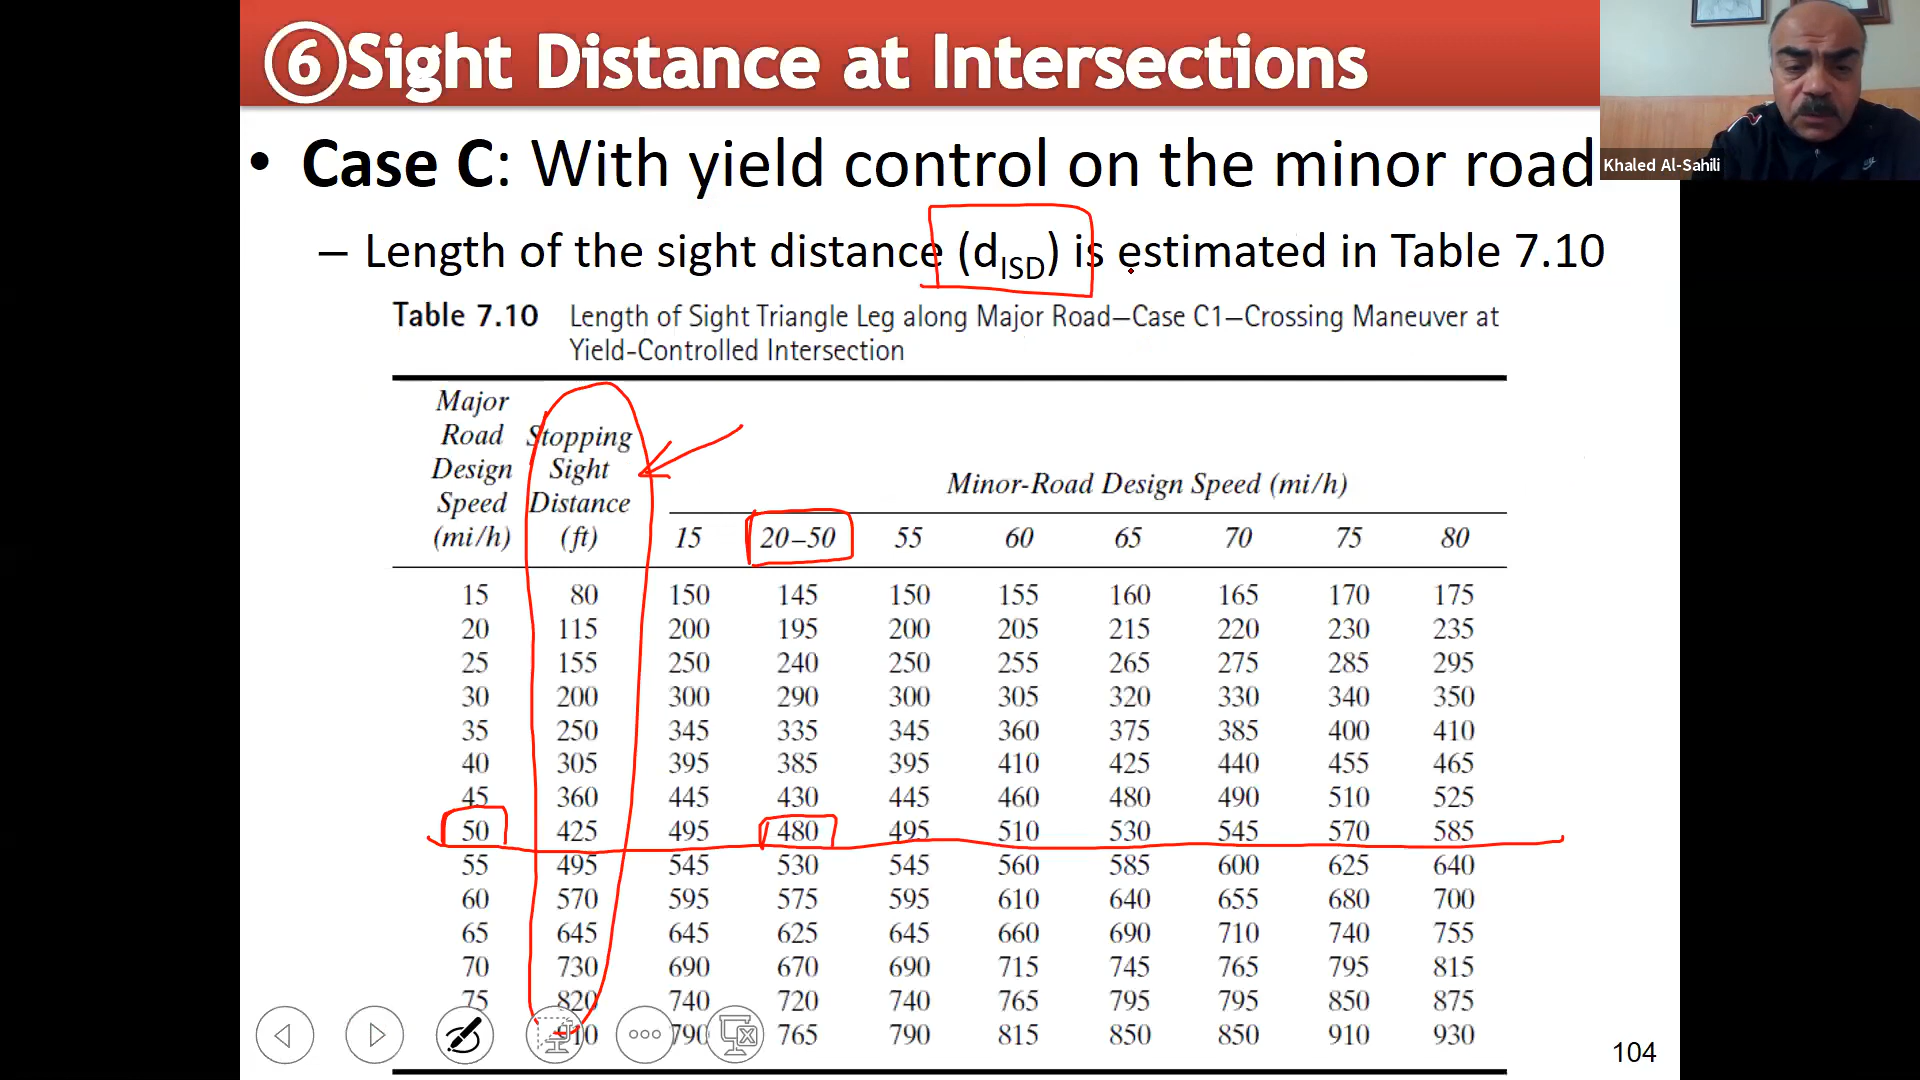 ⑥Sight Distance at Intersections
Khaled Al-Sahili
• Case C: With yield control on the minor road
– Length of the sight distance (dISD) is estimated in Table 7.10
Table 7.10 Length of Sight Triangle Leg along Major Road—Case C1—Crossing Maneuver at
Yield-Controlled Intersection
Major
Road Stopping
Design Sight Minor-Road Design Speed (mi/h)
Speed Distance
(mi/h) (ft) 15 20–50 55 60 65 70 75 80
15 80 150 145 150 155 160 165 170 175
20 115 200 195 200 205 215 220 230 235
25 155 250 240 250 255 265 275 285 295
30 200 300 290 300 305 320 330 340 350
35 250 345 335 345 360 375 385 400 410
40 305 395 385 395 410 425 440 455 465
45 360 445 430 445 460 480 490 510 525
50 425 495 480 495 510 530 545 570 585
55 495 545 530 545 560 585 600 625 640
60 570 595 575 595 610 640 655 680 700
65 645 645 625 645 660 690 710 740 755
70 730 690 670 690 715 745 765 795 815
75 820 740 720 740 765 795 795 850 875
790 765 790 815 850 850 910 930
104